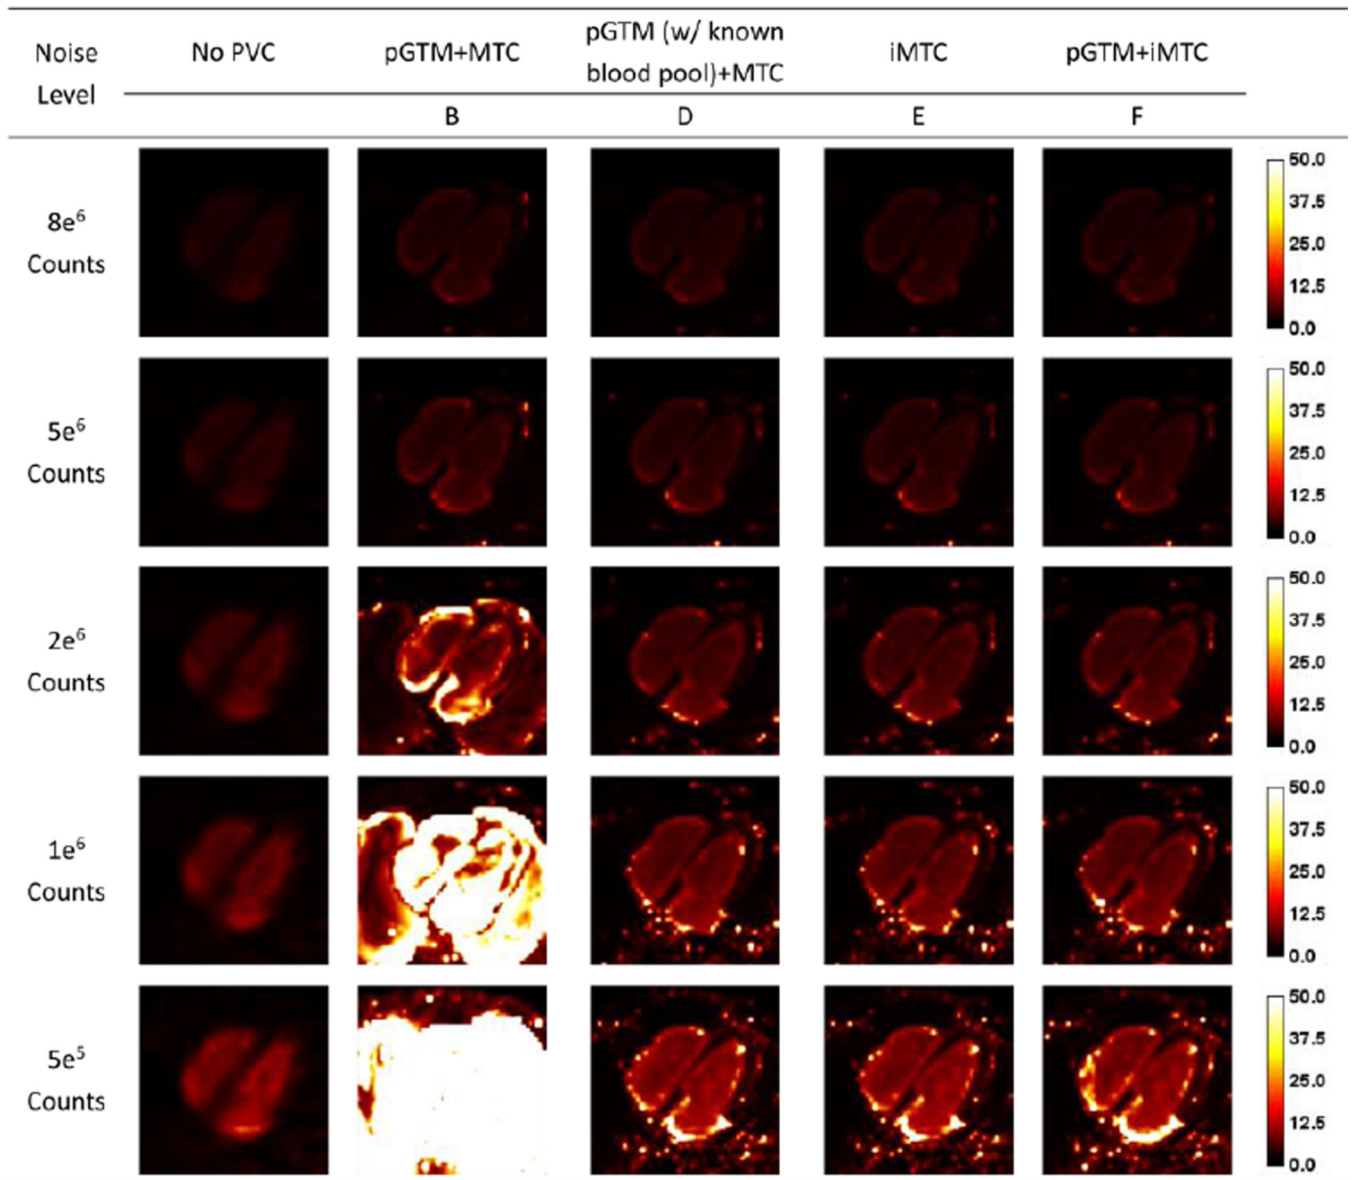 Noise Level
No PVC
pGTM+MTC
pGTM (w/ known
blood pool)+MTC
iMTC
pGTM+iMTC
B
D
E
F
8e⁶
Counts
50.0
37.5
25.0
12.5
0.0
5e⁶
Counts
50.0
37.5
25.0
12.5
0.0
2e⁶
Counts
50.0
37.5
25.0
12.5
0.0
1e⁶
Counts
50.0
37.5
25.0
12.5
0.0
5e⁵
Counts
50.0
37.5
25.0
12.5
0.0